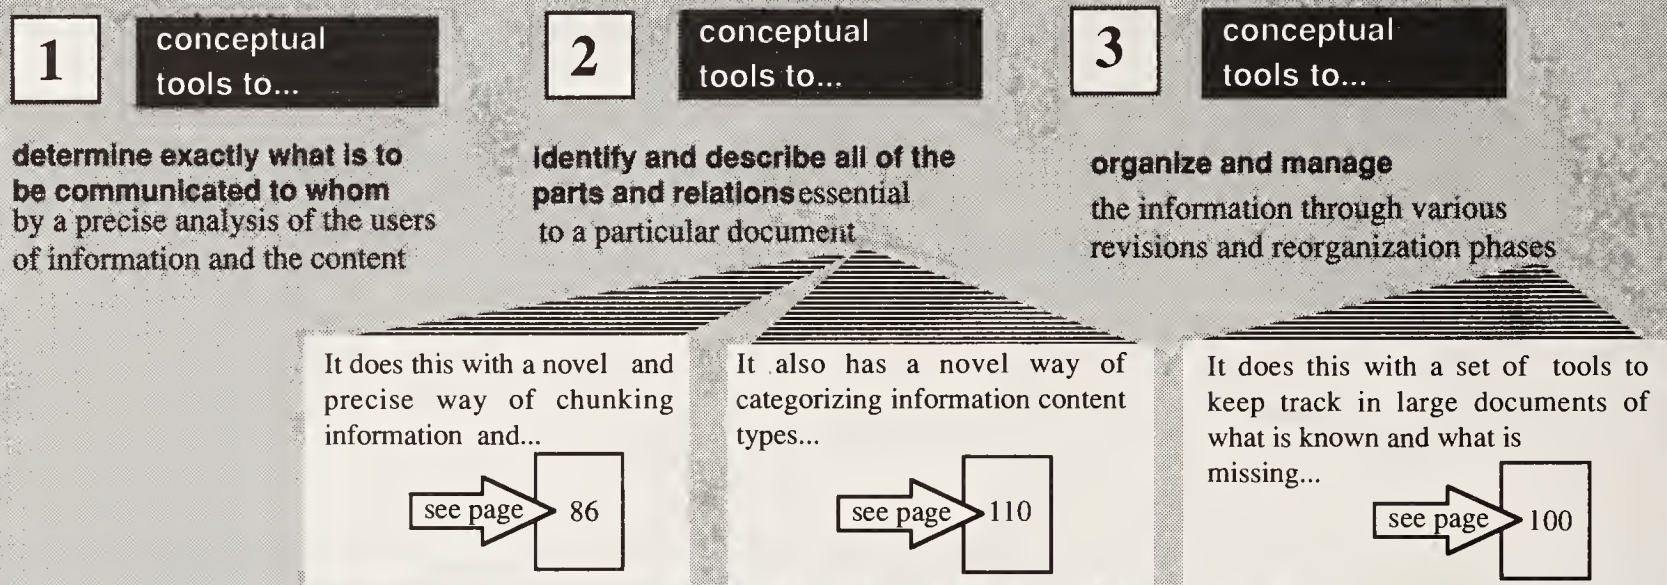 1
conceptual
tools to...
determine exactly what is to
be communicated to whom
by a precise analysis of the users
of information and the content
2
conceptual
tools to...
identify and describe all of the
parts and relations essential
to a particular document
It does this with a novel and
precise way of chunking
information and...
see page 86
It also has a novel way of
categorizing information content
types...
see page 110
3
conceptual
tools to...
organize and manage
the information through various
revisions and reorganization phases
It does this with a set of tools to
keep track in large documents of
what is known and what is
missing...
see page 100